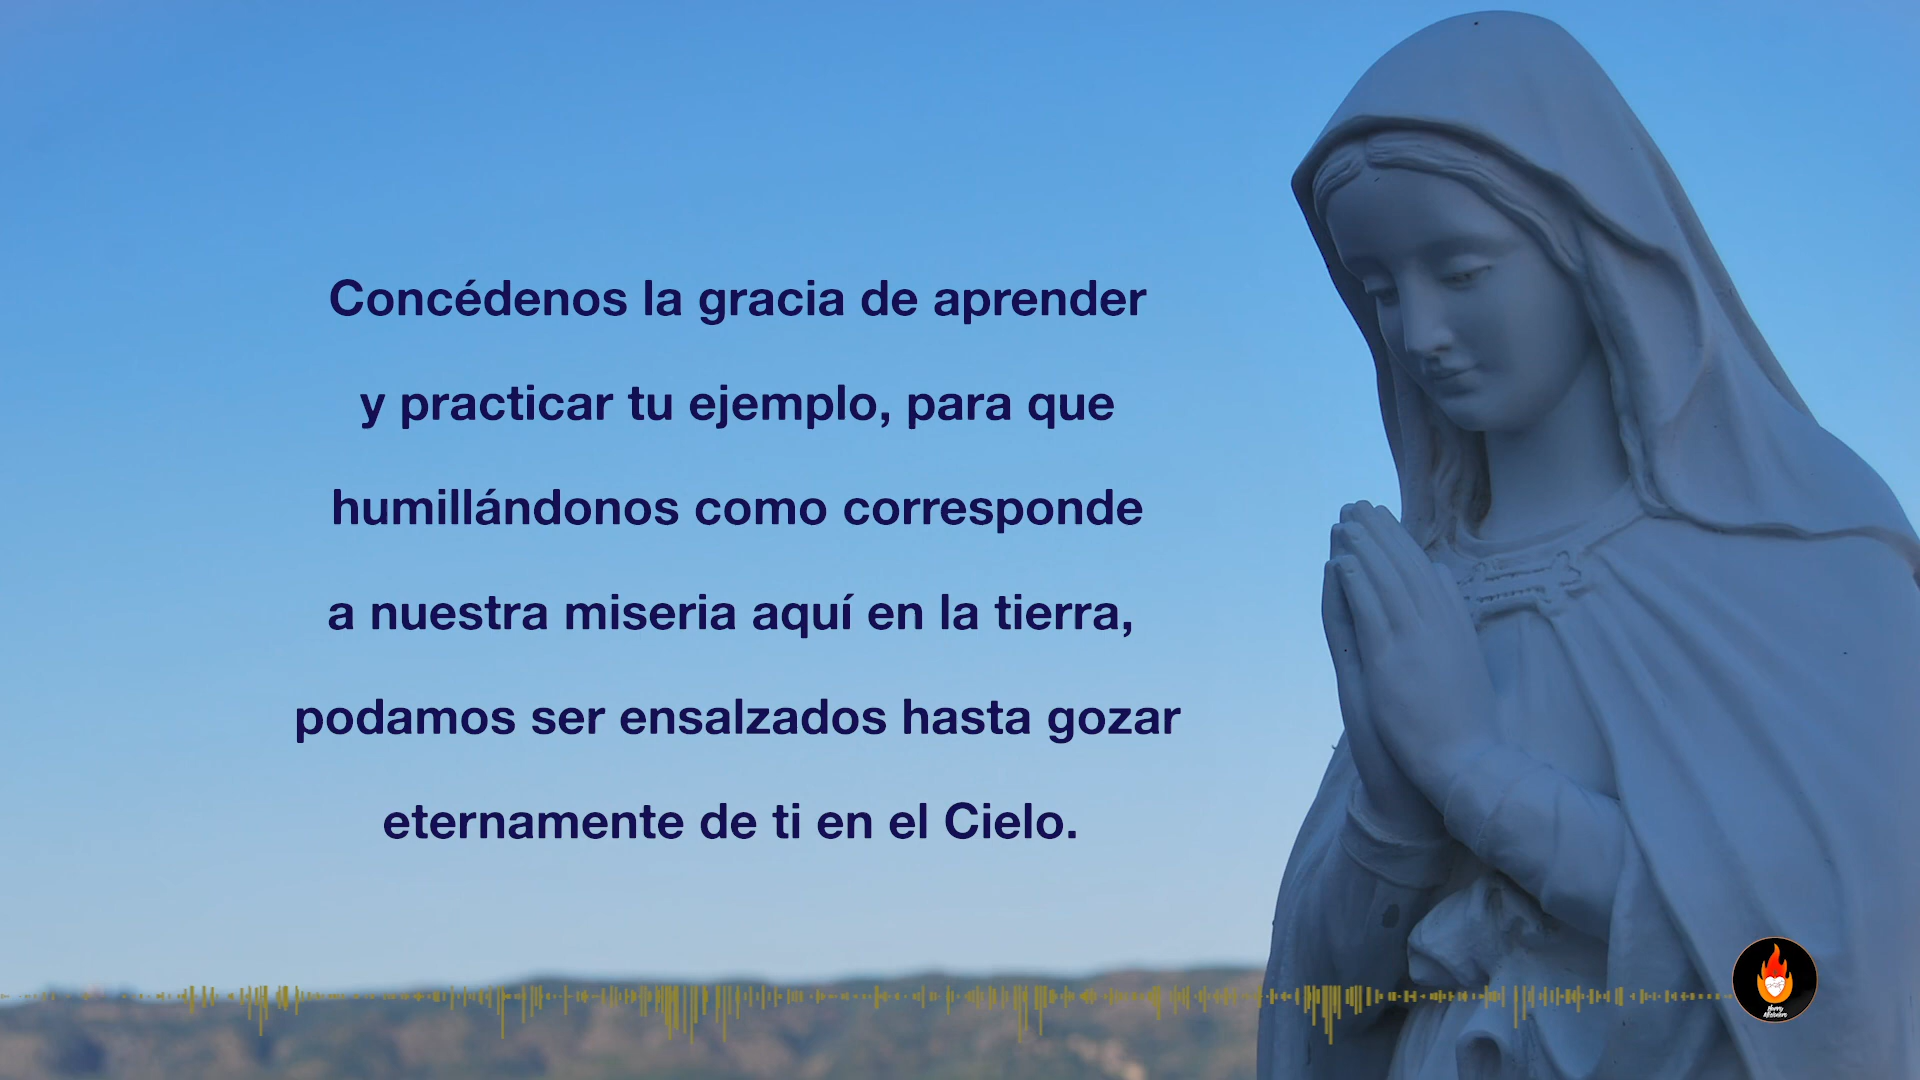 Concédenos la gracia de aprender
y practicar tu ejemplo, para que
humillándonos como corresponde
a nuestra miseria aquí en la tierra,
podamos ser ensalzados hasta gozar
eternamente de ti en el Cielo.